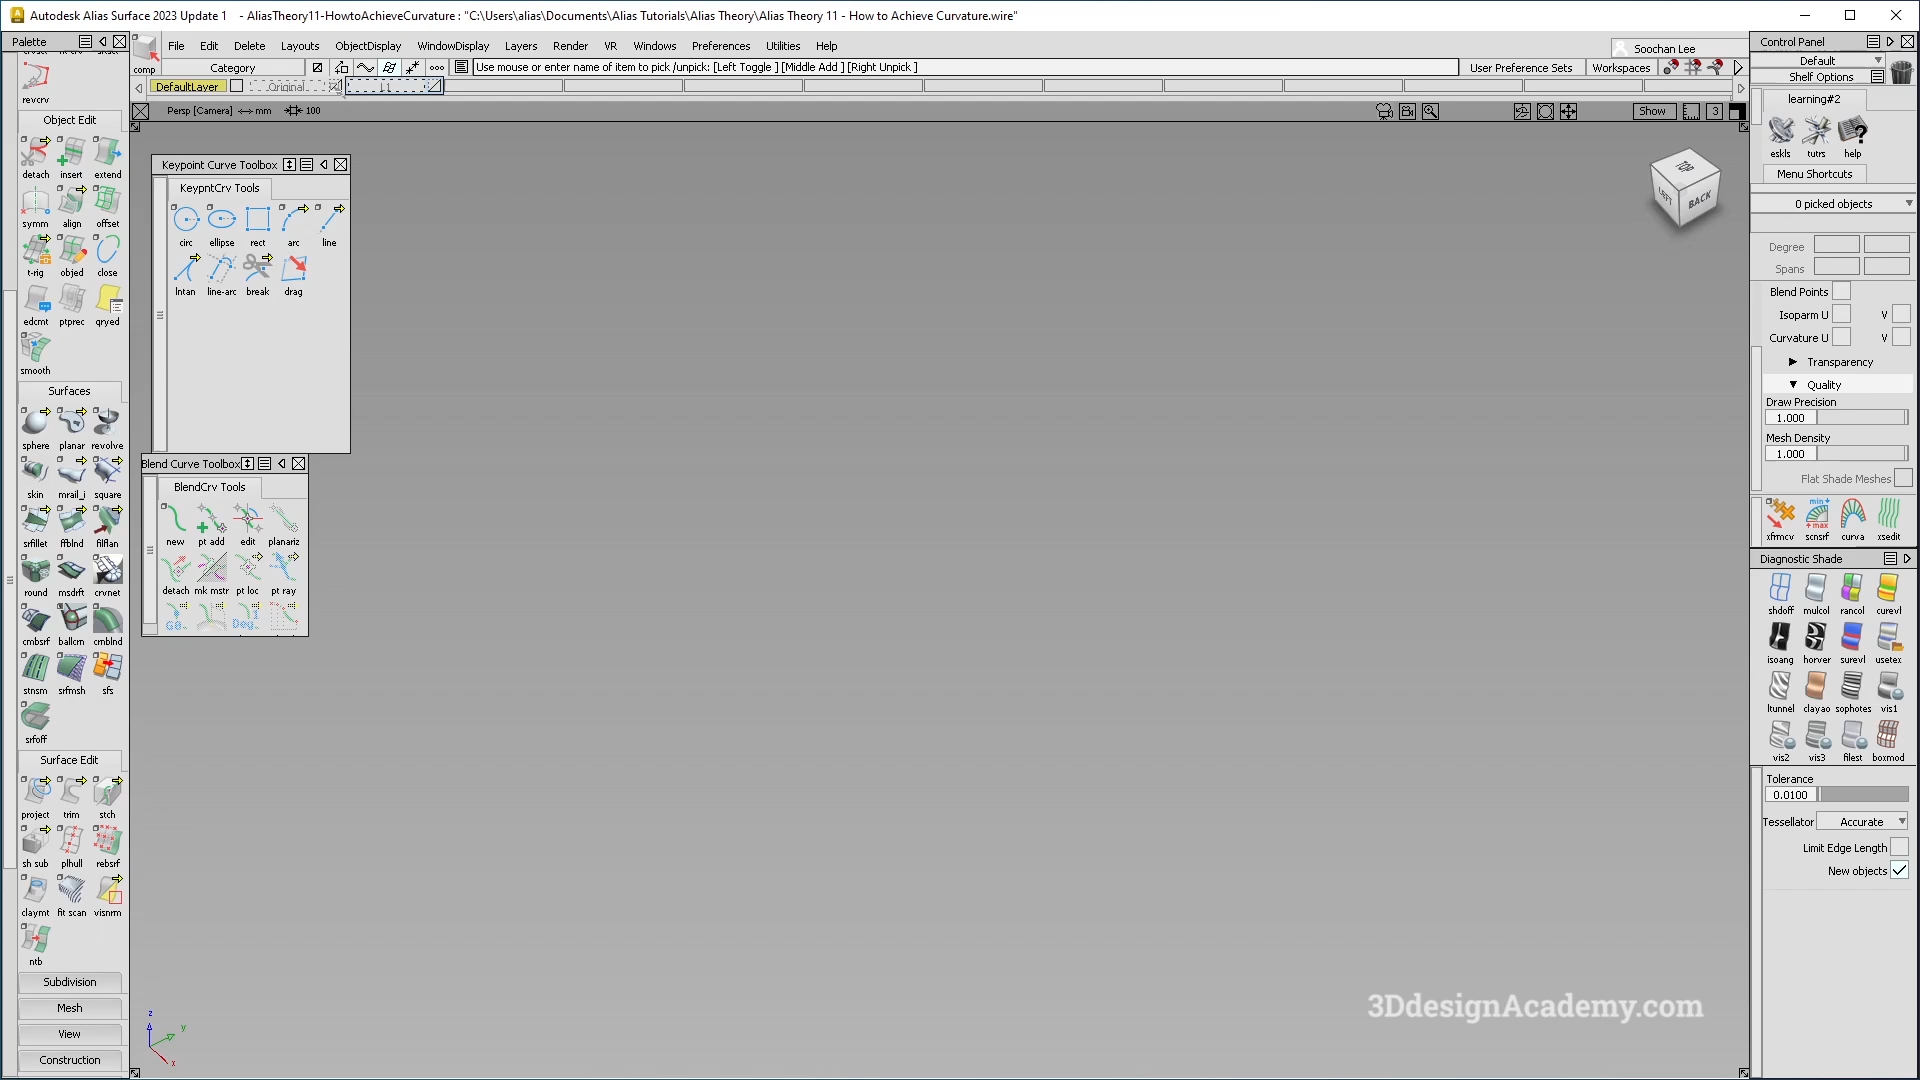 Autodesk Alias Surface 2023 Update 1 - AliasTheory11-HowtoAchieveCurvature : "C:\Users\alias\Documents\Alias Tutorials\Alias Theory\Alias Theory 11 - How to Achieve Curvature.wire"
Palette
comp
File Edit Delete Layouts ObjectDisplay WindowDisplay Layers Render VR Windows Preferences Utilities Help
Soochan Lee
Category
Use mouse or enter name of item to pick /unpick: [Left Toggle ] [Middle Add ] [Right Unpick ]
User Preference Sets Workspaces
DefaultLayer Original L1
Persp [Camera] mm 100
Show 3
revcrv
Object Edit
detach insert extend
symm align offset
t-rig objed close
edcmt ptprec qryed
smooth
Surfaces
sphere planar revolve
skin mrail_i square
srfillet ffblnd filflan
round msdrft crvnet
cmbsrf ballcrn cmblnd
stnsm srfmsh sfs
srfoff
Surface Edit
project trim stch
sh sub plhull rebsrf
claymt fit scan visnrm
ntb
Subdivision
Mesh
View
Construction
Keypoint Curve Toolbox
KeypntCrv Tools
circ ellipse rect arc line
lntan line-arc break drag
Blend Curve Toolbox
BlendCrv Tools
new pt add edit planariz
detach mk mstr pt loc pt ray
TOP
LEFT
BACK
z
y
x
3DdesignAcademy.com
Control Panel
Default
Shelf Options
learning#2
eskls tutrs help
Menu Shortcuts
0 picked objects
Degree
Spans
Blend Points
Isoparm U V
Curvature U V
Transparency
Quality
Draw Precision
1.000
Mesh Density
1.000
Flat Shade Meshes
min
max
xfrmcv scnsrf curva xsedit
Diagnostic Shade
shdoff mulcol rancol curevl
isoang horver surevl usetex
ltunnel clayao sophotes vis1
vis2 vis3 filest boxmod
Tolerance
0.0100
Tessellator Accurate
Limit Edge Length
New objects